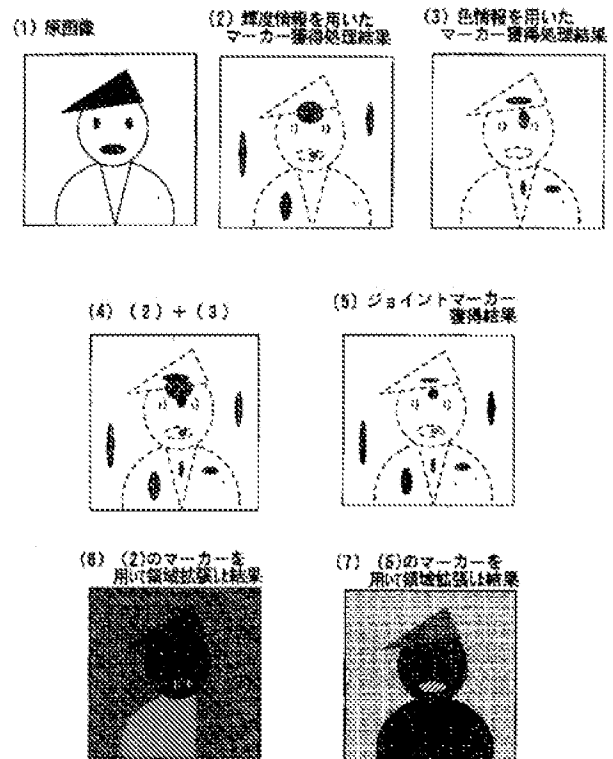 (1) 原画像
(2) 輝度情報を用いた
マーカー獲得処理結果
(3) 色情報を用いた
マーカー獲得処理結果
(4) (2)+(3)
(5) ジョイントマーカー
獲得結果
(6) (2)のマーカーを
用いて領域拡張した結果
(7) (5)のマーカーを
用いて領域拡張した結果